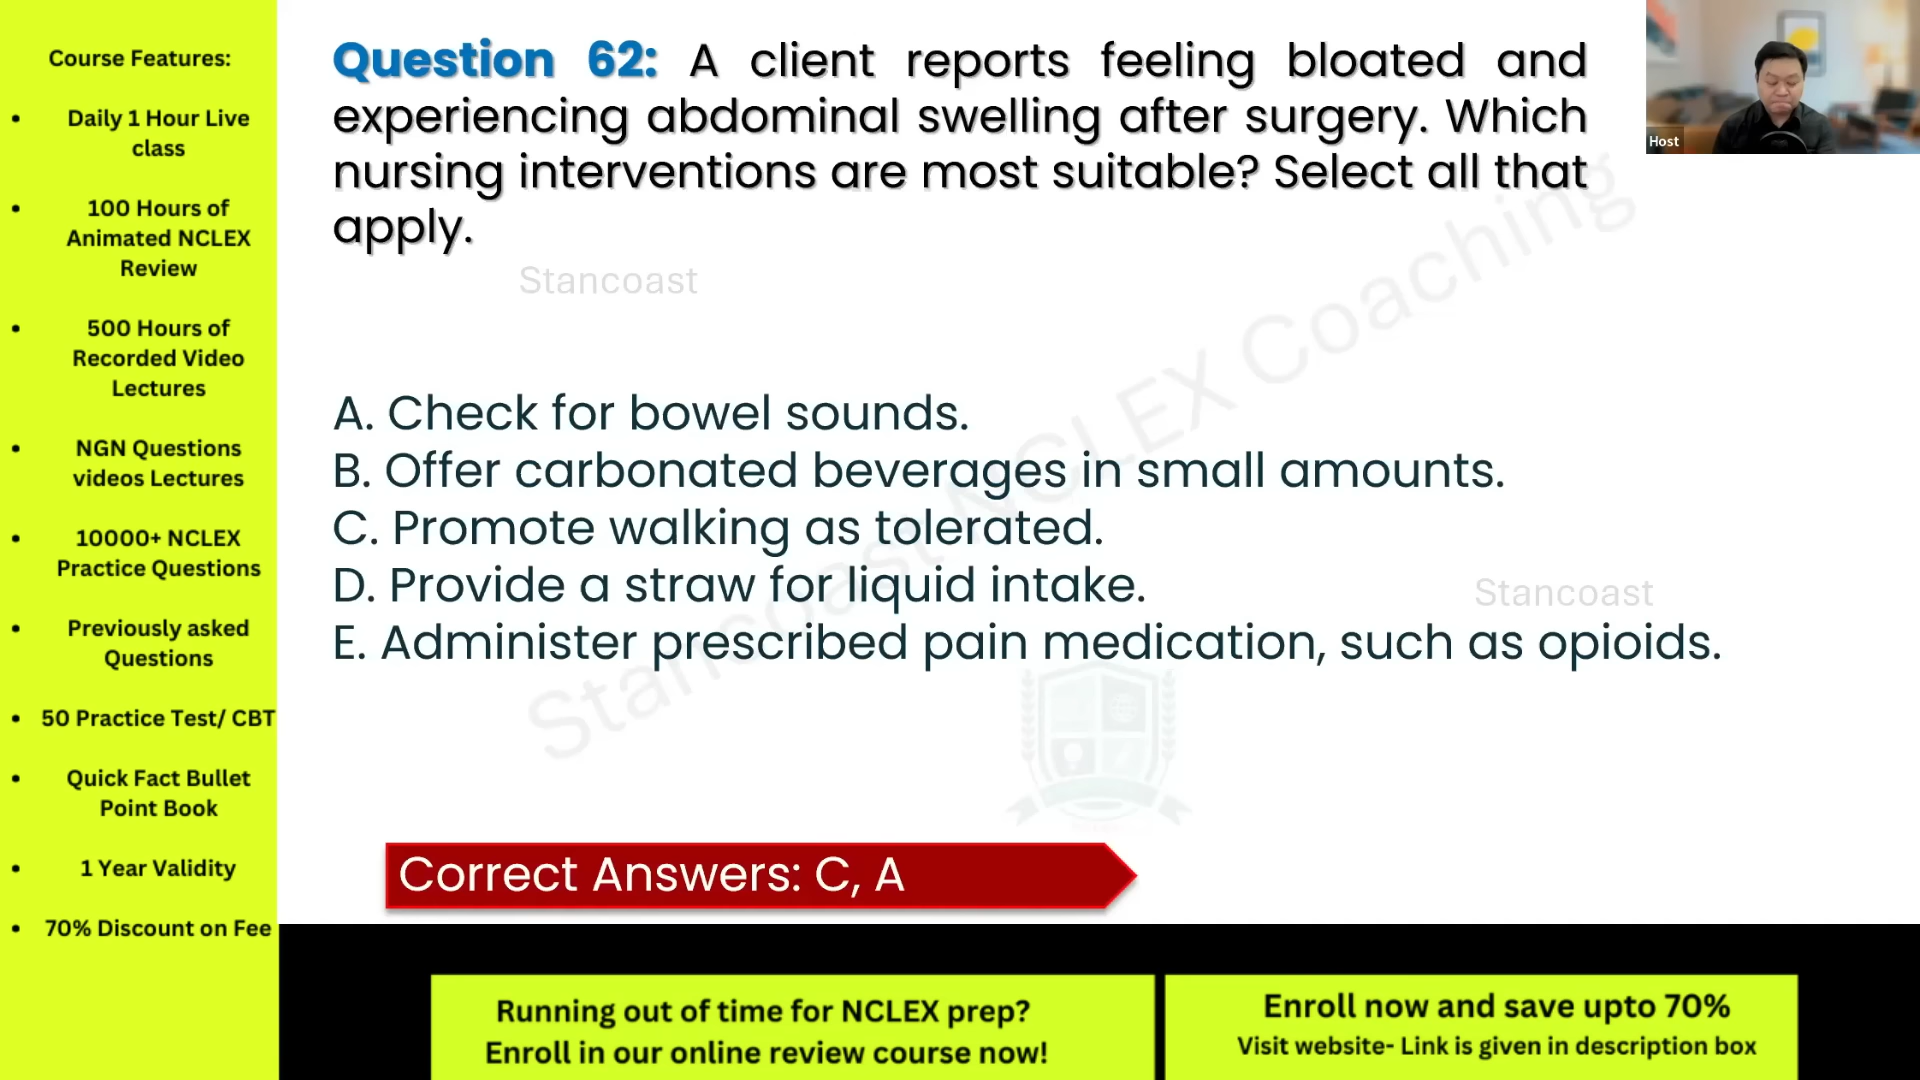 Course Features:
• Daily 1 Hour Live
class
• 100 Hours of
Animated NCLEX
Review
• 500 Hours of
Recorded Video
Lectures
• NGN Questions
videos Lectures
• 10000+ NCLEX
Practice Questions
• Previously asked
Questions
• 50 Practice Test/ CBT
• Quick Fact Bullet
Point Book
• 1 Year Validity
• 70% Discount on Fee
Question 62: A client reports feeling bloated and
experiencing abdominal swelling after surgery. Which
nursing interventions are most suitable? Select all that
apply.
Stancoast
A. Check for bowel sounds.
B. Offer carbonated beverages in small amounts.
C. Promote walking as tolerated.
D. Provide a straw for liquid intake.
Stancoast
E. Administer prescribed pain medication, such as opioids.
Stancoast NCLEX Coaching
Correct Answers: C, A
Host
Running out of time for NCLEX prep?
Enroll in our online review course now!
Enroll now and save upto 70%
Visit website- Link is given in description box